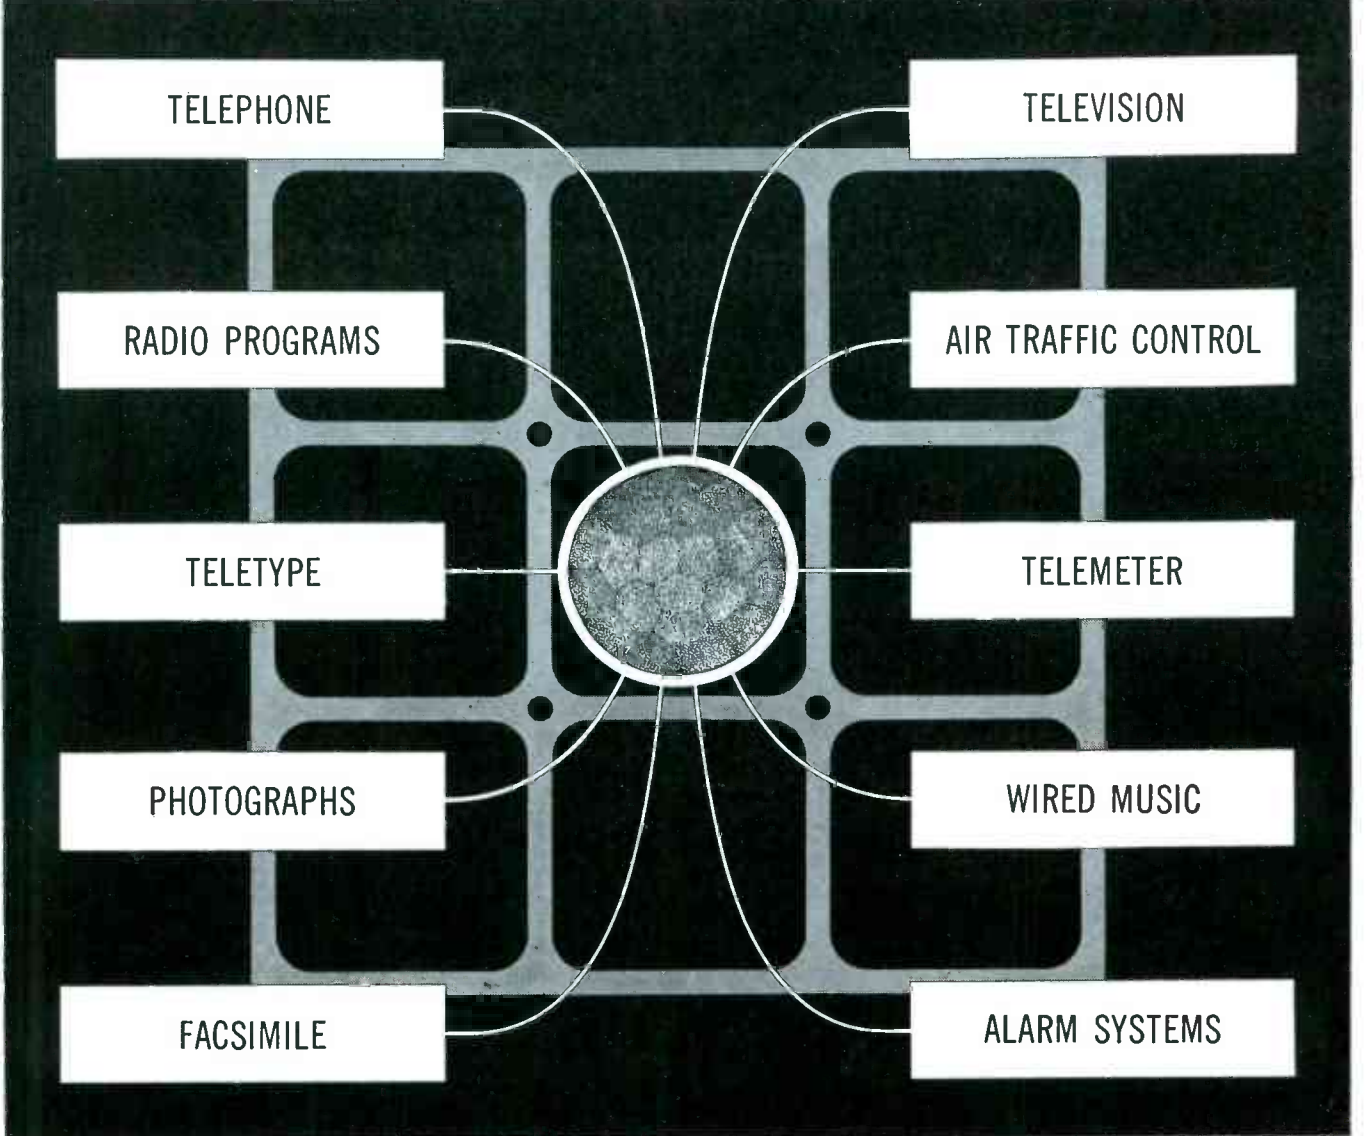 TELEPHONE
TELEVISION
RADIO PROGRAMS
AIR TRAFFIC CONTROL
TELETYPE
TELEMETER
PHOTOGRAPHS
WIRED MUSIC
FACSIMILE
ALARM SYSTEMS